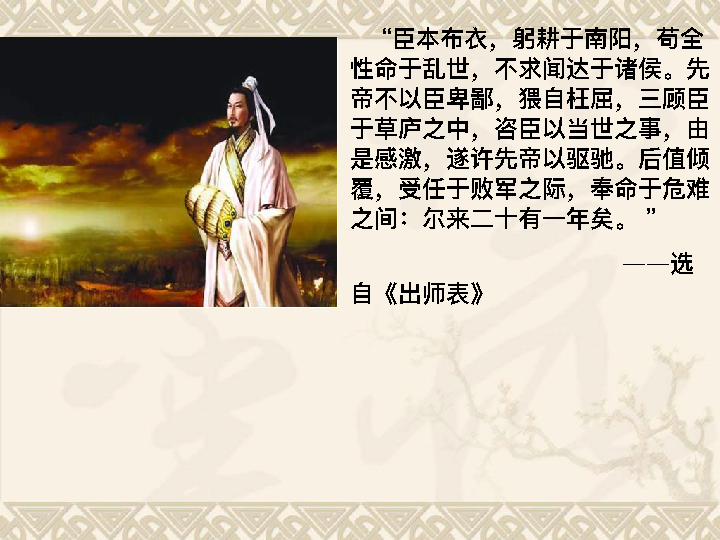 “臣本布衣，躬耕于南阳，苟全
性命于乱世，不求闻达于诸侯。先
帝不以臣卑鄙，猥自枉屈，三顾臣
于草庐之中，咨臣以当世之事，由
是感激，遂许先帝以驱驰。后值倾
覆，受任于败军之际，奉命于危难
之间：尔来二十有一年矣。”
——选
自《出师表》